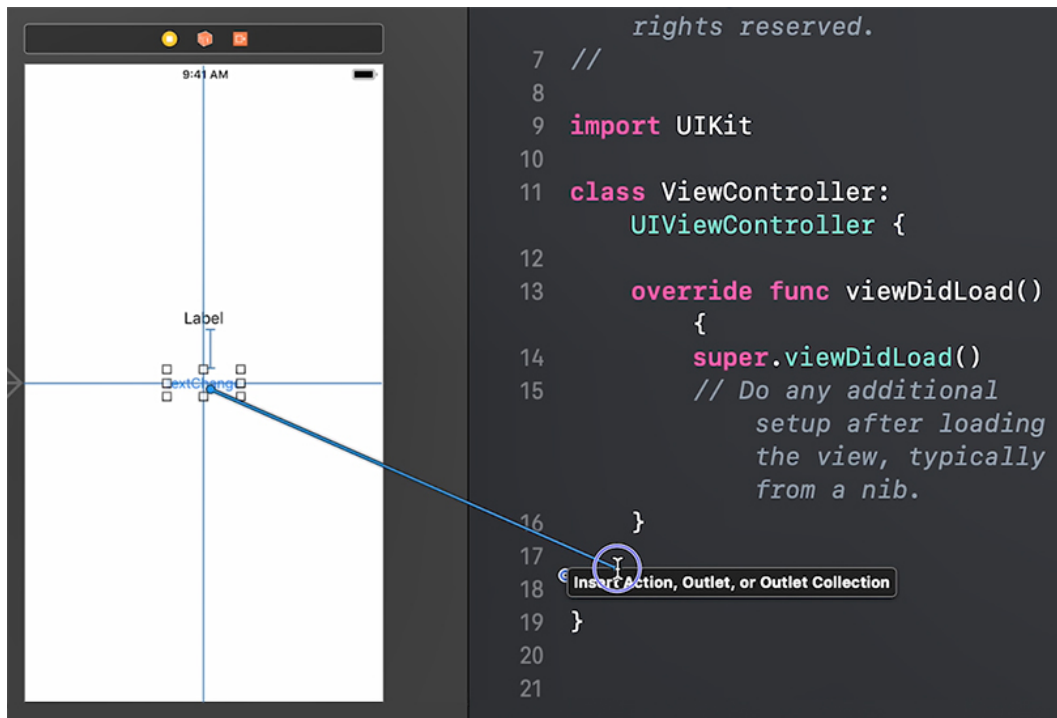 9:41 AM
Label
extChang
rights reserved.
7 //
8
9 import UIKit
10
11 class ViewController:
UIViewController {
12
13 override func viewDidLoad()
{
14 super.viewDidLoad()
15 // Do any additional
setup after loading
the view, typically
from a nib.
16 }
17
Insert Action, Outlet, or Outlet Collection
18
19 }
20
21